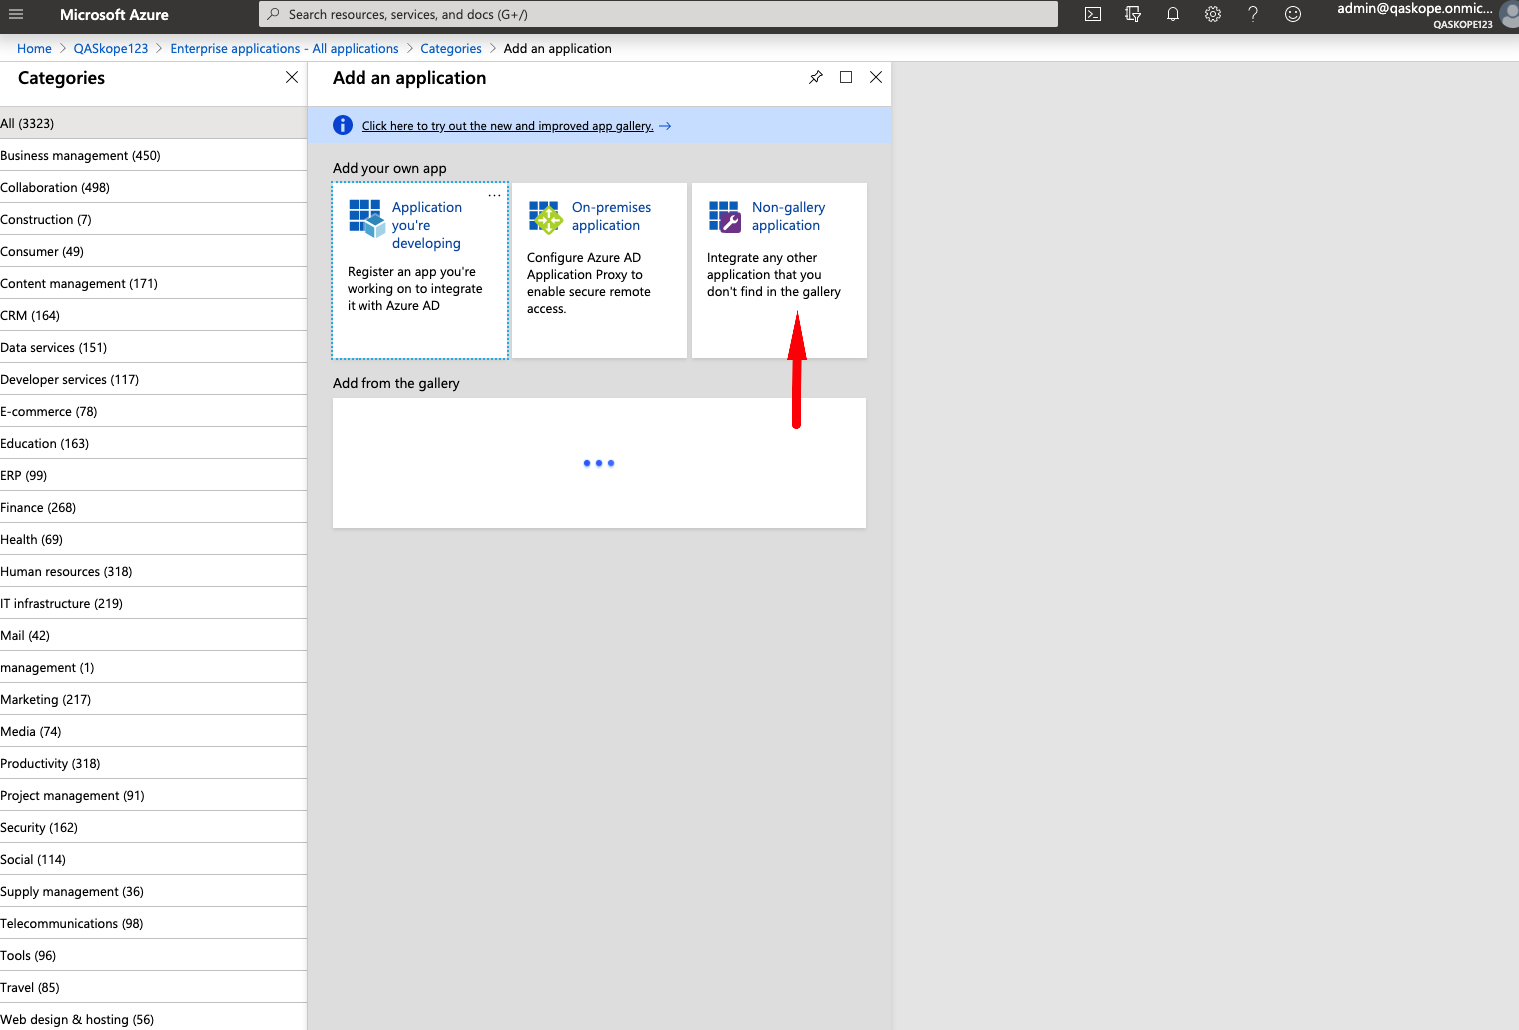 Microsoft Azure
Search resources, services, and docs (G+/)
admin@qaskope.onmic...
QASKOPE123
Home > QASkope123 > Enterprise applications - All applications > Categories > Add an application
Categories
All (3323)
Business management (450)
Collaboration (498)
Construction (7)
Consumer (49)
Content management (171)
CRM (164)
Data services (151)
Developer services (117)
E-commerce (78)
Education (163)
ERP (99)
Finance (268)
Health (69)
Human resources (318)
IT infrastructure (219)
Mail (42)
management (1)
Marketing (217)
Media (74)
Productivity (318)
Project management (91)
Security (162)
Social (114)
Supply management (36)
Telecommunications (98)
Tools (96)
Travel (85)
Web design & hosting (56)
Add an application
Click here to try out the new and improved app gallery. →
Add your own app
...
Application
you're
developing
Register an app you're
working on to integrate
it with Azure AD
On-premises
application
Configure Azure AD
Application Proxy to
enable secure remote
access.
Non-gallery
application
Integrate any other
application that you
don't find in the gallery
Add from the gallery